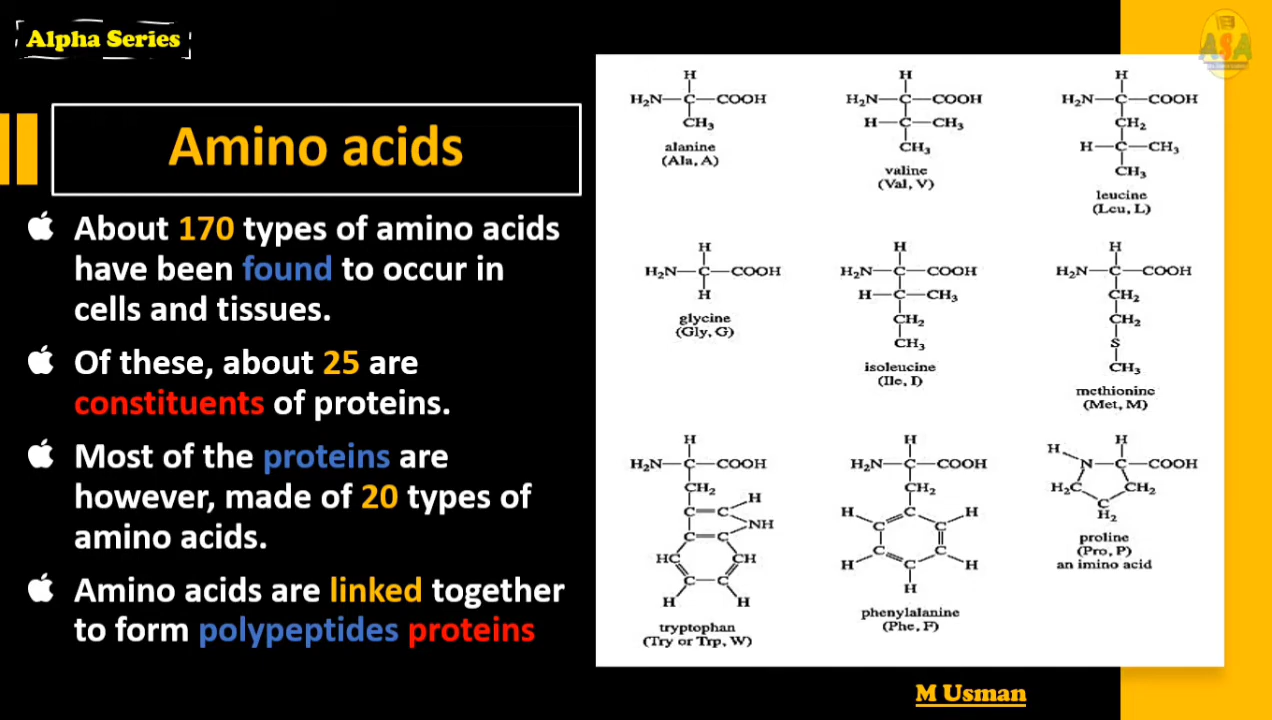 Alpha Series
ASA
Amino acids
About 170 types of amino acids
have been found to occur in
cells and tissues.
Of these, about 25 are
constituents of proteins.
Most of the proteins are
however, made of 20 types of
amino acids.
Amino acids are linked together
to form polypeptides proteins
H
H₂N—C—COOH
CH₃
alanine
(Ala, A)
H
H₂N—C—COOH
H—C—CH₃
CH₃
valine
(Val, V)
H
H₂N—C—COOH
CH₂
H—C—CH₃
CH₃
leucine
(Leu, L)
H
H₂N—C—COOH
H
glycine
(Gly, G)
H
H₂N—C—COOH
H—C—CH₃
CH₂
CH₃
isoleucine
(Ile, I)
H
H₂N—C—COOH
CH₂
CH₂
S
CH₃
methionine
(Met, M)
H
H₂N—C—COOH
CH₂
H
C=C
NH
C=C
HC CH
C—C
H H
tryptophan
(Try or Trp, W)
H
H₂N—C—COOH
CH₂
H C H
C C
C C
H C H
H
phenylalanine
(Phe, F)
H H
N—C—COOH
H₂C CH₂
C
H₂
proline
(Pro, P)
an imino acid
M Usman